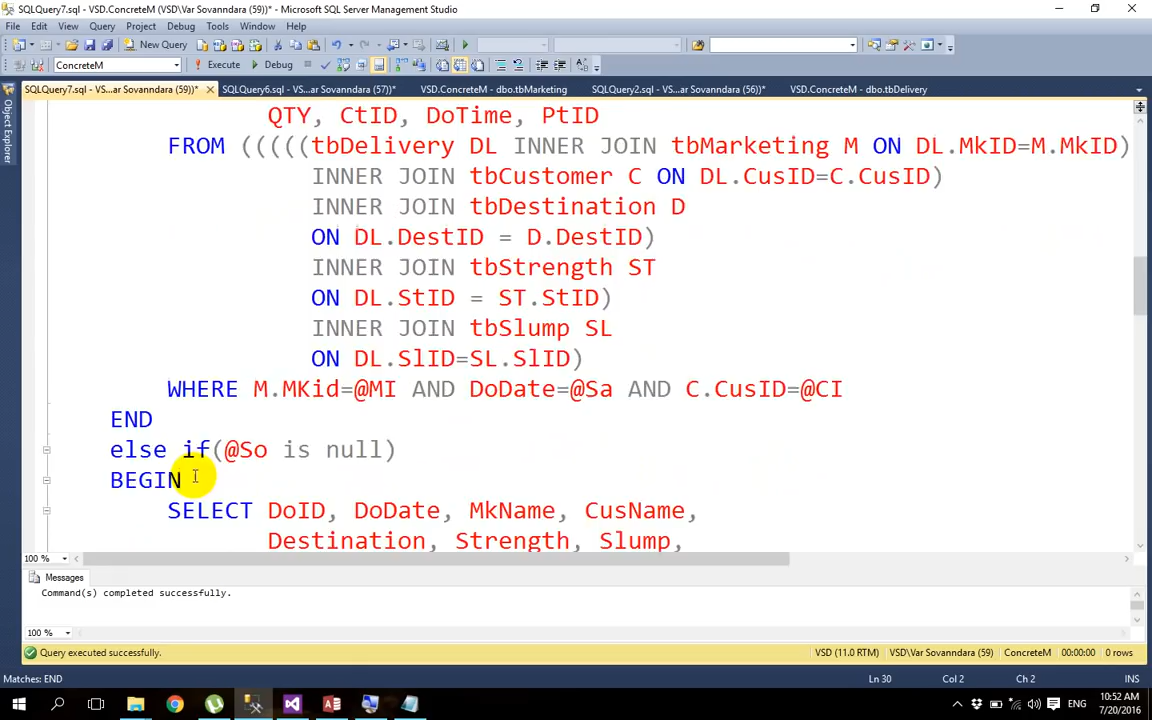 SQLQuery7.sql - VSD.ConcreteM (VSD\Var Sovanndara (59))* - Microsoft SQL Server Management Studio
File Edit View Query Project Debug Tools Window Help
New Query
ConcreteM Execute Debug
SQLQuery7.sql - VS...ar Sovanndara (59))* SQLQuery6.sql - VS...ar Sovanndara (57))* VSD.ConcreteM - dbo.tbMarketing SQLQuery2.sql - VS...ar Sovanndara (56))* VSD.ConcreteM - dbo.tbDelivery
Object Explorer
QTY, CtID, DoTime, PtID
FROM (((((tbDelivery DL INNER JOIN tbMarketing M ON DL.MkID=M.MkID)
INNER JOIN tbCustomer C ON DL.CusID=C.CusID)
INNER JOIN tbDestination D
ON DL.DestID = D.DestID)
INNER JOIN tbStrength ST
ON DL.StID = ST.StID)
INNER JOIN tbSlump SL
ON DL.SlID=SL.SlID)
WHERE M.MKid=@MI AND DoDate=@Sa AND C.CusID=@CI
END
else if(@So is null)
BEGIN
SELECT DoID, DoDate, MkName, CusName,
Destination, Strength, Slump,
100 %
Messages
Command(s) completed successfully.
100 %
Query executed successfully. VSD (11.0 RTM) VSD\Var Sovanndara (59) ConcreteM 00:00:00 0 rows
Matches: END Ln 30 Col 2 Ch 2 INS
ENG 10:52 AM
7/20/2016